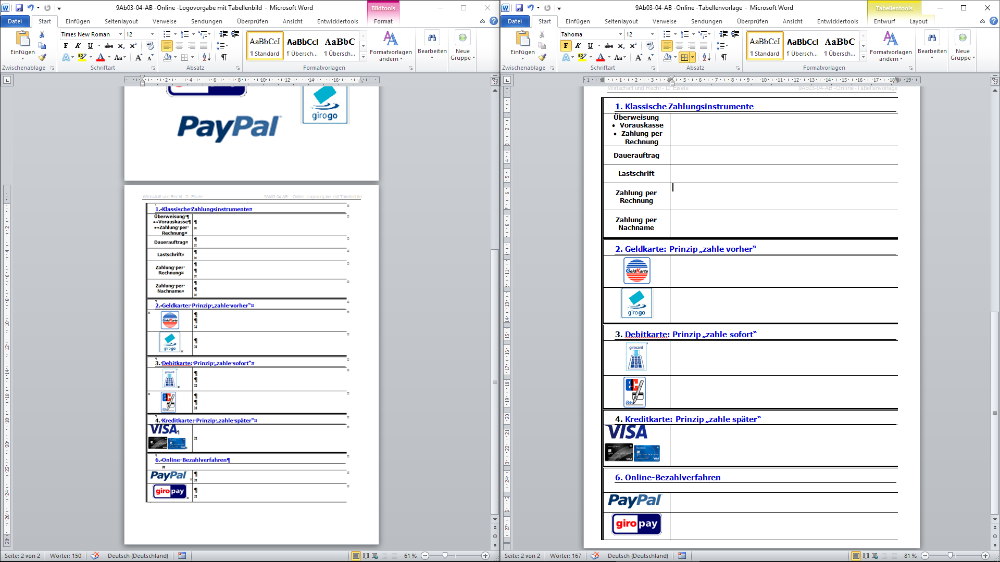 9Ab03-04-AB -Online -Logovorgabe mit Tabellenbild - Microsoft Word
Bildtools
Datei
Start
Einfügen
Seitenlayout
Verweise
Sendungen
Überprüfen
Ansicht
Entwicklertools
Format
Times New Roman
12
Einfügen
Zwischenablage
Schriftart
Absatz
AaBbCcI
¶ Standard
AaBbCcI
¶ Übersch...
AaBbC
¶ Übersch...
Formatvorlagen ändern
Formatvorlagen
Bearbeiten
Neue Gruppe
girogo
PayPal
Wirtschaft und Recht - D. Eisele
9Ab03-04-AB -Online -Logovorgabe mit Tabellenbild
1. Klassische Zahlungsinstrumente
Überweisung
Vorauskasse
Zahlung per
Rechnung
Dauerauftrag
Lastschrift
Zahlung per
Rechnung
Zahlung per
Nachname
2. Geldkarte: Prinzip „zahle vorher“
GeldKarte
girogo
3. Debitkarte: Prinzip „zahle sofort“
girocard
ec
4. Kreditkarte: Prinzip „zahle später“
VISA
6. Online-Bezahlverfahren
PayPal
giropay
Seite: 2 von 2
Wörter: 150
Deutsch (Deutschland)
61 %
9Ab03-04-AB -Online -Tabellenvorlage - Microsoft Word
Tabellentools
Datei
Start
Einfügen
Seitenlayout
Verweise
Sendungen
Überprüfen
Ansicht
Entwicklertools
Entwurf
Layout
Tahoma
12
Einfügen
Zwischenablage
Schriftart
Absatz
AaBbCcI
¶ Standard
AaBbCcI
¶ Übersch...
AaBbC
¶ Übersch...
Formatvorlagen ändern
Formatvorlagen
Bearbeiten
Neue Gruppe
Wirtschaft und Recht - D. Eisele
9Ab03-04-AB -Online -Tabellenvorlage
1. Klassische Zahlungsinstrumente
Überweisung
• Vorauskasse
• Zahlung per
Rechnung
Dauerauftrag
Lastschrift
Zahlung per
Rechnung
Zahlung per
Nachname
2. Geldkarte: Prinzip „zahle vorher“
GeldKarte
girogo
3. Debitkarte: Prinzip „zahle sofort“
girocard
ec
4. Kreditkarte: Prinzip „zahle später“
VISA
VISA
VISA
6. Online-Bezahlverfahren
PayPal
giropay
Seite: 2 von 2
Wörter: 167
Deutsch (Deutschland)
81 %